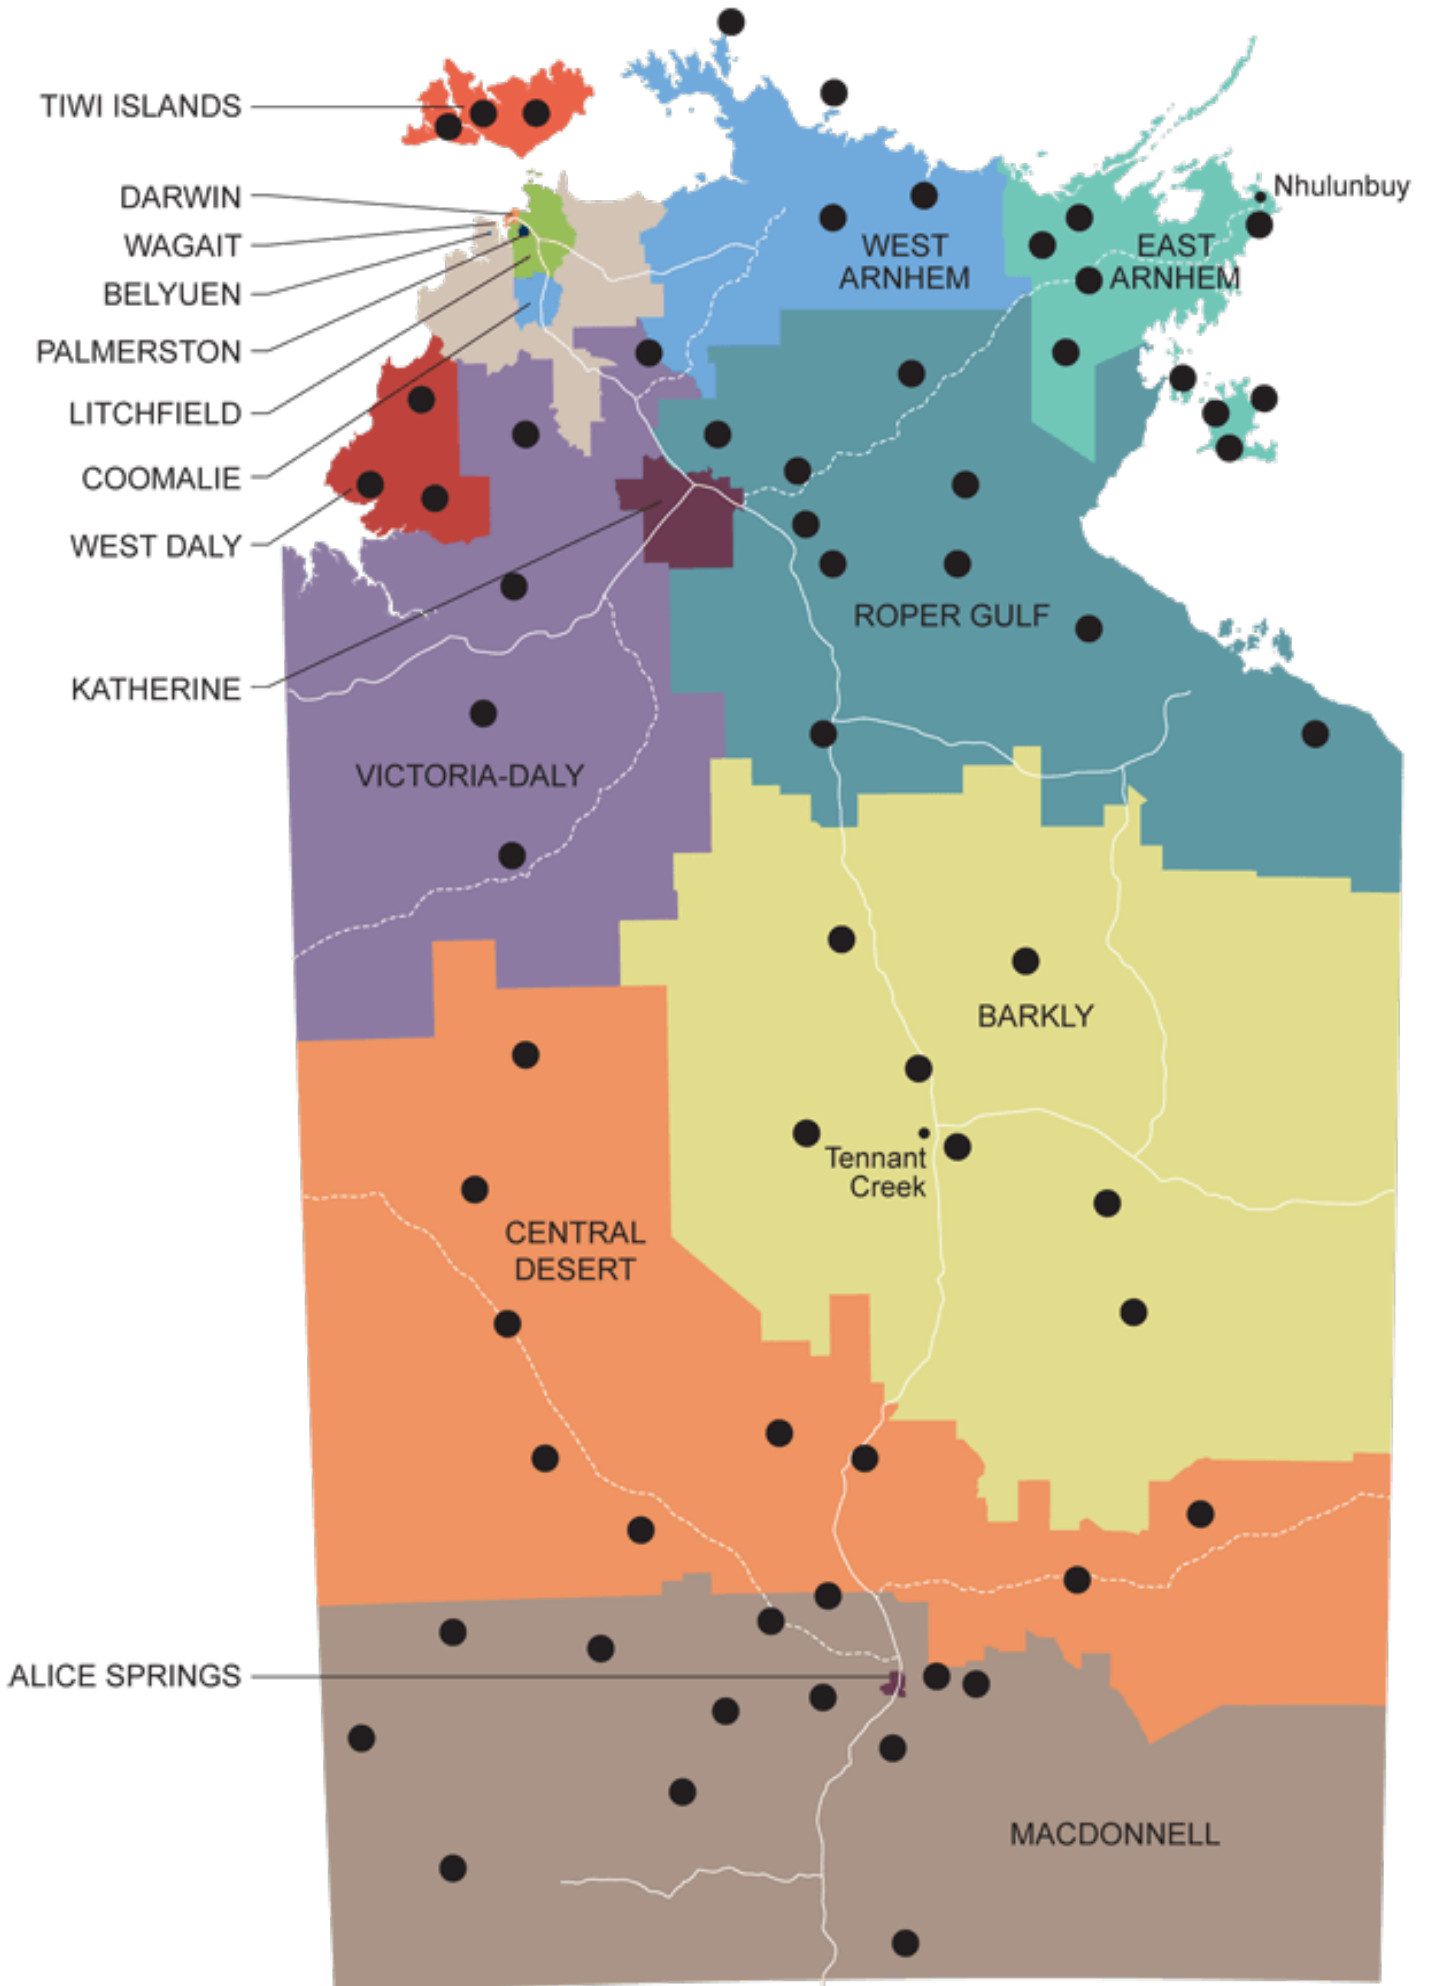 TIWI ISLANDS
DARWIN
Nhulunbuy
WAGAIT
WEST
ARNHEM
EAST
ARNHEM
BELYUEN
PALMERSTON
LITCHFIELD
COOMALIE
WEST DALY
ROPER GULF
KATHERINE
VICTORIA-DALY
BARKLY
Tennant
Creek
CENTRAL
DESERT
ALICE SPRINGS
MACDONNELL